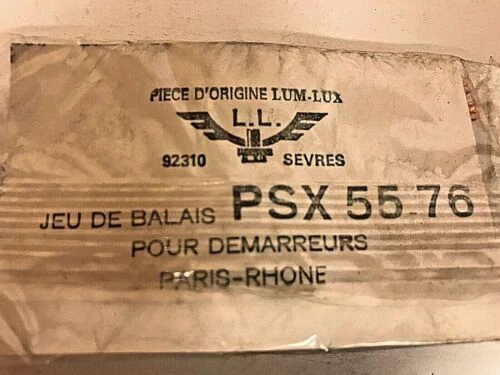 PIECE D'ORIGINE LUM-LUX
L.L.
92310 SEVRES
JEU DE BALAIS PSX 55-76
POUR DEMARREURS
PARIS-RHONE